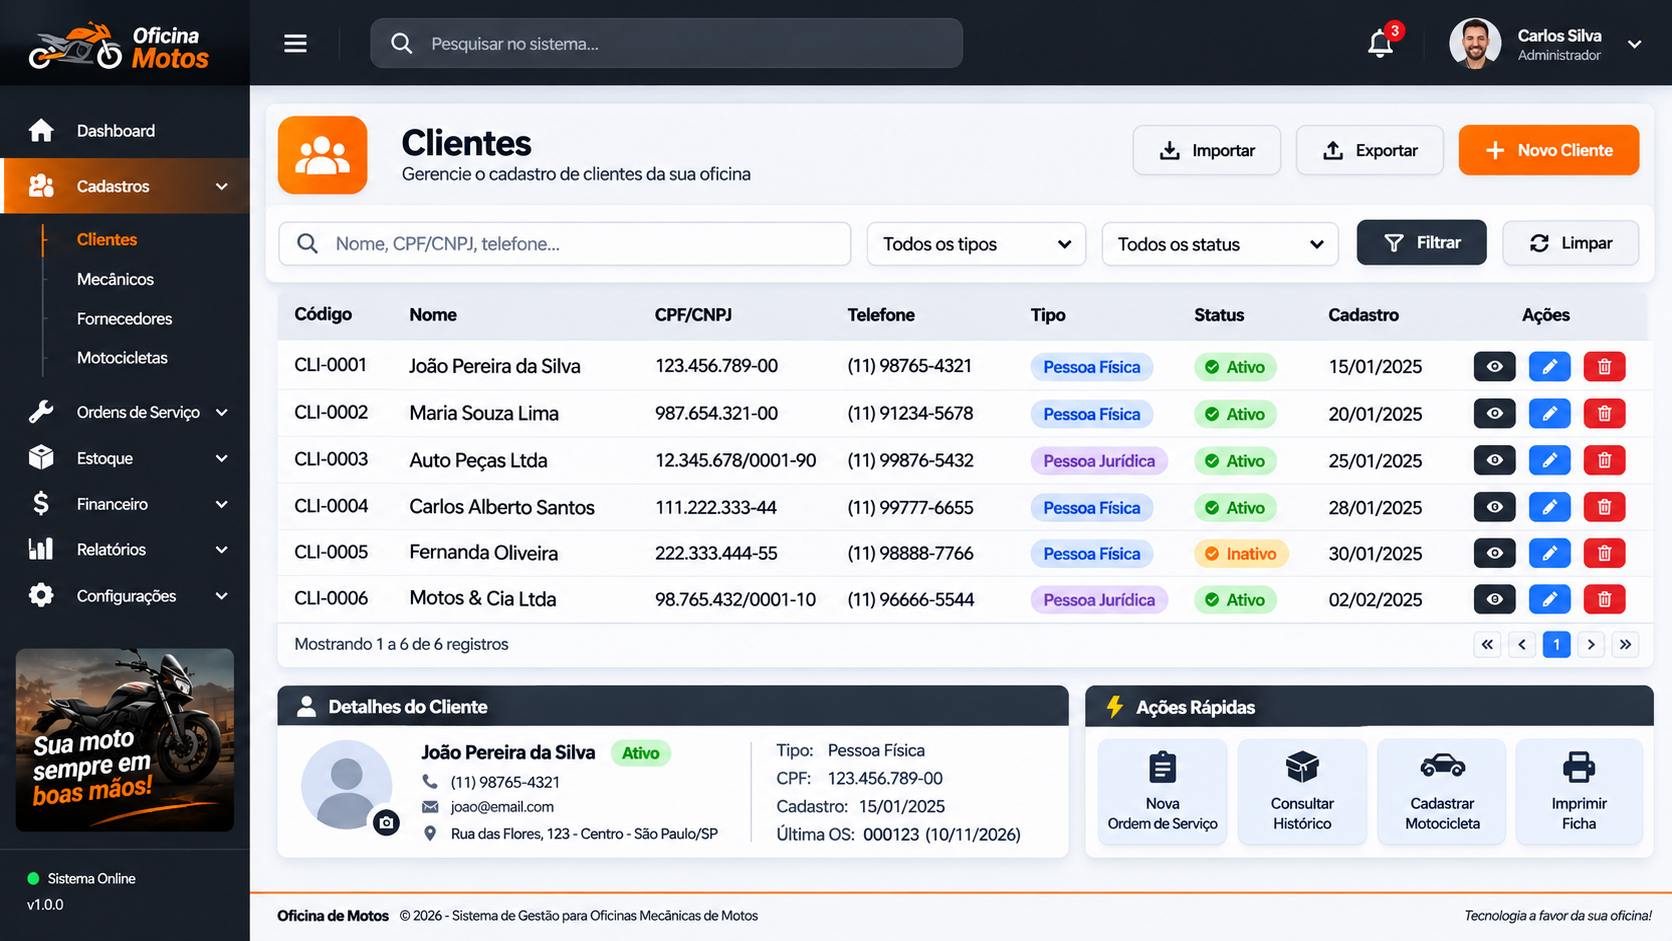 Oficina
Motos
Pesquisar no sistema...
3
Carlos Silva
Administrador
Dashboard
Cadastros
Clientes
Mecânicos
Fornecedores
Motocicletas
Ordens de Serviço
Estoque
Financeiro
Relatórios
Configurações
Sua moto
sempre em
boas mãos!
Sistema Online
v1.0.0
Clientes
Gerencie o cadastro de clientes da sua oficina
Importar
Exportar
Novo Cliente
Nome, CPF/CNPJ, telefone...
Todos os tipos
Todos os status
Filtrar
Limpar
Código Nome CPF/CNPJ Telefone Tipo Status Cadastro Ações
CLI-0001 João Pereira da Silva 123.456.789-00 (11) 98765-4321 Pessoa Física Ativo 15/01/2025
CLI-0002 Maria Souza Lima 987.654.321-00 (11) 91234-5678 Pessoa Física Ativo 20/01/2025
CLI-0003 Auto Peças Ltda 12.345.678/0001-90 (11) 99876-5432 Pessoa Jurídica Ativo 25/01/2025
CLI-0004 Carlos Alberto Santos 111.222.333-44 (11) 99777-6655 Pessoa Física Ativo 28/01/2025
CLI-0005 Fernanda Oliveira 222.333.444-55 (11) 98888-7766 Pessoa Física Inativo 30/01/2025
CLI-0006 Motos & Cia Ltda 98.765.432/0001-10 (11) 96666-5544 Pessoa Jurídica Ativo 02/02/2025
Mostrando 1 a 6 de 6 registros
« ‹ 1 › »
Detalhes do Cliente
João Pereira da Silva Ativo
(11) 98765-4321
joao@email.com
Rua das Flores, 123 - Centro - São Paulo/SP
Tipo: Pessoa Física
CPF: 123.456.789-00
Cadastro: 15/01/2025
Última OS: 000123 (10/11/2026)
Ações Rápidas
Nova
Ordem de Serviço
Consultar
Histórico
Cadastrar
Motocicleta
Imprimir
Ficha
Oficina de Motos © 2026 - Sistema de Gestão para Oficinas Mecânicas de Motos
Tecnologia a favor da sua oficina!